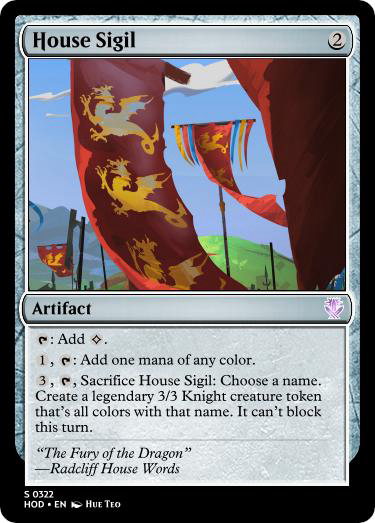 House Sigil 2
Artifact
: Add .
1, : Add one mana of any color.
3, , Sacrifice House Sigil: Choose a name.
Create a legendary 3/3 Knight creature token
that's all colors with that name. It can't block
this turn.
“The Fury of the Dragon”
—Radcliff House Words
S 0322
HOD • EN Hue Teo